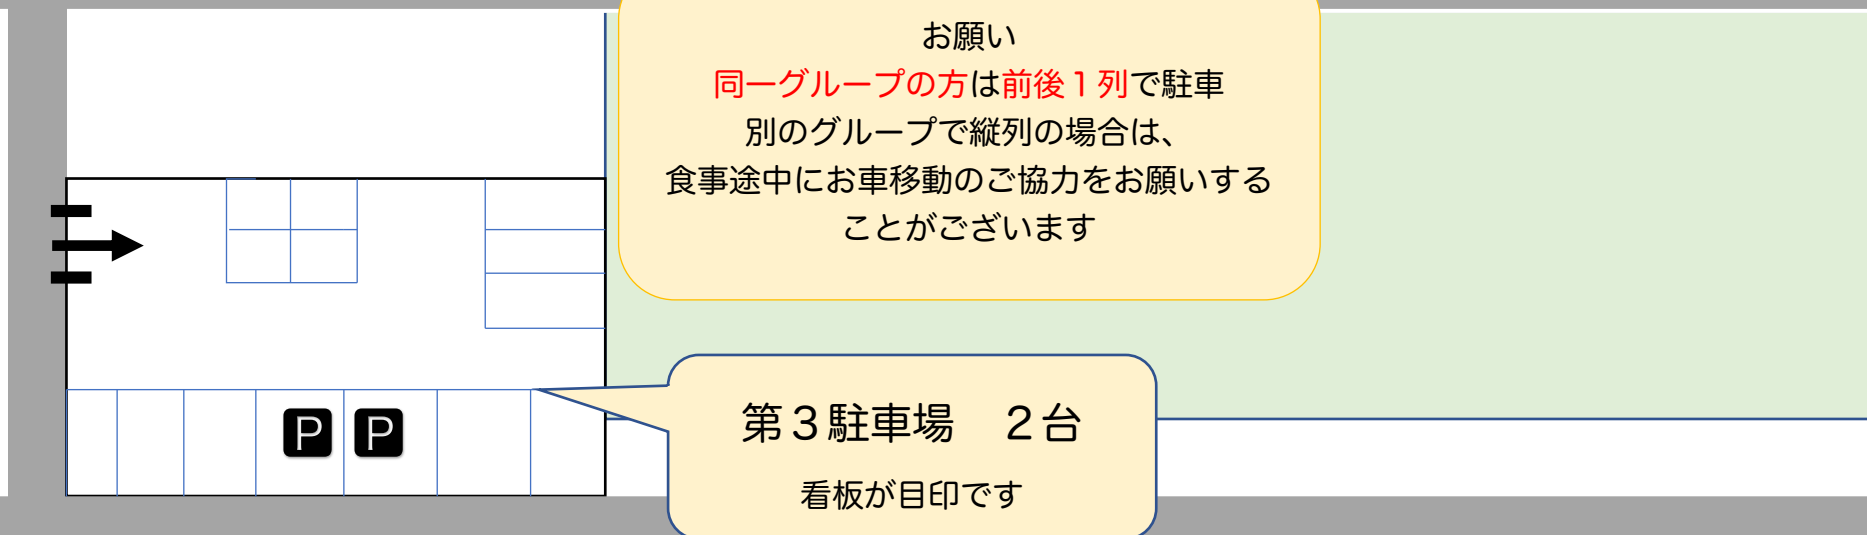 お願い
同一グループの方は前後１列で駐車
別のグループで縦列の場合は、
食事途中にお車移動のご協力をお願いする
ことがございます
P P
第３駐車場　２台
看板が目印です